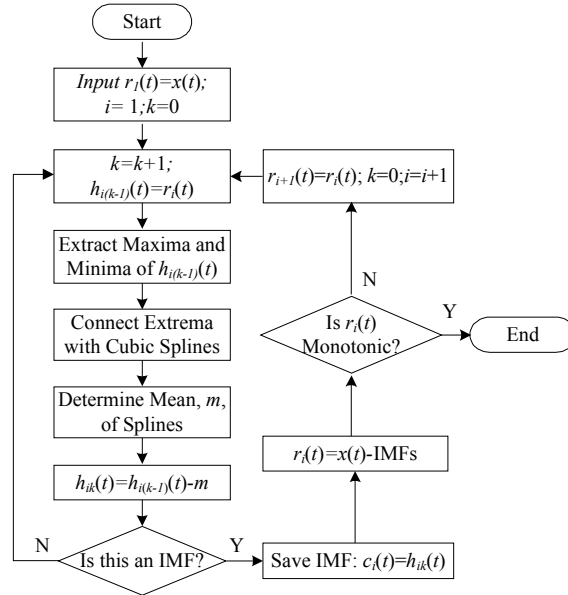 Start
Input r1(t)=x(t);
i= 1;k=0
k=k+1;
hi(k-1)(t)=ri(t)
ri+1(t)=ri(t); k=0;i=i+1
Extract Maxima and
Minima of hi(k-1)(t)
N
Connect Extrema
with Cubic Splines
Is ri(t)
Monotonic?
Y
End
Determine Mean, m,
of Splines
ri(t)=x(t)-IMFs
hik(t)=hi(k-1)(t)-m
N
Is this an IMF?
Y
Save IMF: ci(t)=hik(t)